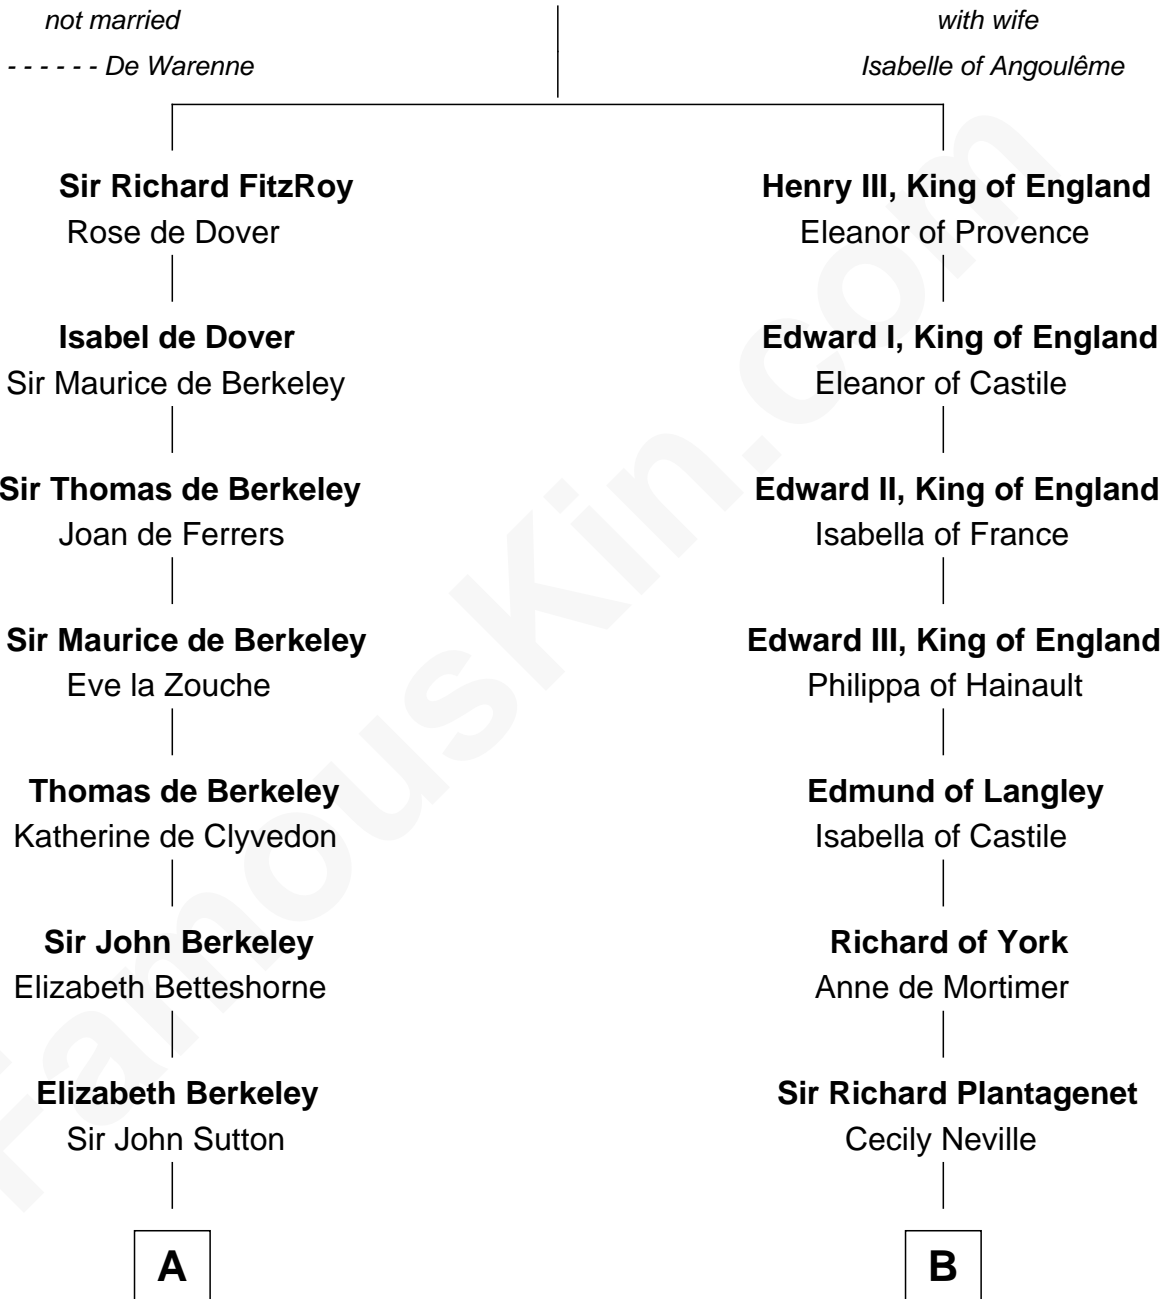 not married
- - - - - - De Warenne
with wife
Isabelle of Angoulême
Sir Richard FitzRoy
Rose de Dover
Henry III, King of England
Eleanor of Provence
Isabel de Dover
Sir Maurice de Berkeley
Edward I, King of England
Eleanor of Castile
Sir Thomas de Berkeley
Joan de Ferrers
Edward II, King of England
Isabella of France
Sir Maurice de Berkeley
Eve la Zouche
Edward III, King of England
Philippa of Hainault
Thomas de Berkeley
Katherine de Clyvedon
Edmund of Langley
Isabella of Castile
Sir John Berkeley
Elizabeth Betteshorne
Richard of York
Anne de Mortimer
Elizabeth Berkeley
Sir John Sutton
Sir Richard Plantagenet
Cecily Neville
A
B
FamousKin.com